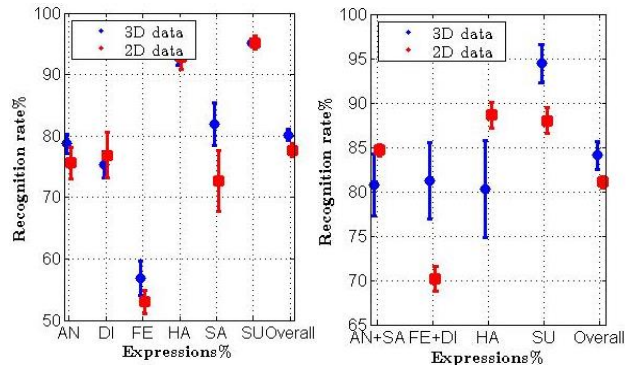 3D data
2D data
Recognition rate%
90
80
70
60
50
AN DI FE HA SA SU Overall
Expressions%
3D data
2D data
Recognition rate%
100
95
90
85
80
75
70
65
AN+SA FE+DI HA SU Overall
Expressions%